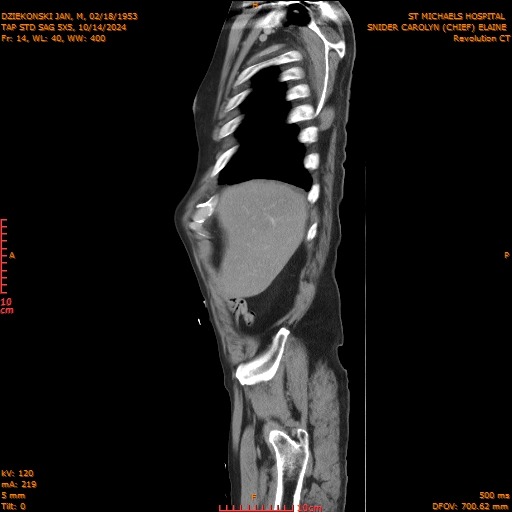 DZIEKONSKI JAN, M, 02/18/1953
TAP STD SAG 5X5, 10/14/2024
Fr: 14, WL: 40, WW: 400
ST MICHAELS HOSPITAL
SNIDER CAROLYN (CHIEF) ELAINE
Revolution CT
H
A
P
10
cm
F
10cm
kV: 120
mA: 219
5 mm
Tilt: 0
500 ms
DFOV: 700.62 mm